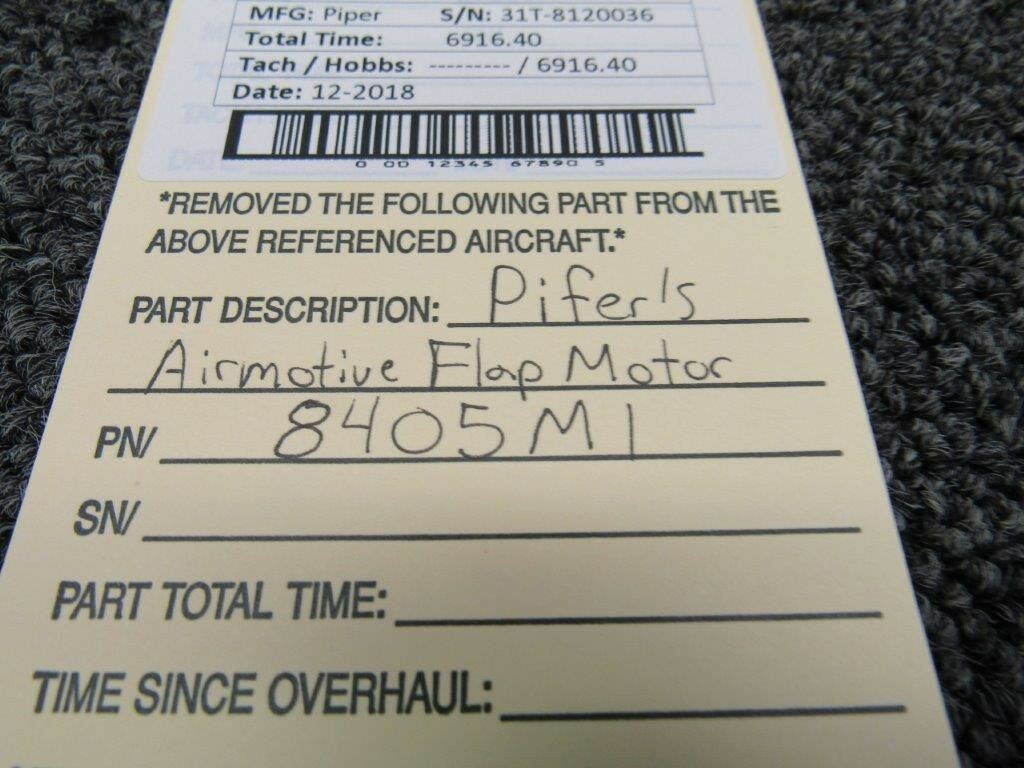 MFG: Piper S/N: 31T-8120036
Total Time: 6916.40
Tach / Hobbs: --------- / 6916.40
Date: 12-2018
0 00 12345 67890 5
*REMOVED THE FOLLOWING PART FROM THE
ABOVE REFERENCED AIRCRAFT.*
PART DESCRIPTION: Pifer's
Airmotive Flap Motor
PN/ 8405M1
SN/
PART TOTAL TIME:
TIME SINCE OVERHAUL: